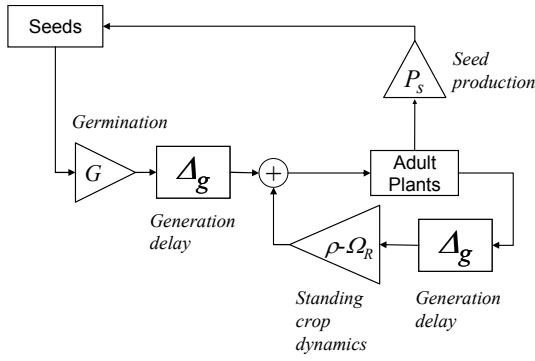 Seeds
P_s
Seed
production
Germination
G
Δ_g
Generation
delay
+
Adult
Plants
ρ-Ω_R
Standing
crop
dynamics
Δ_g
Generation
delay